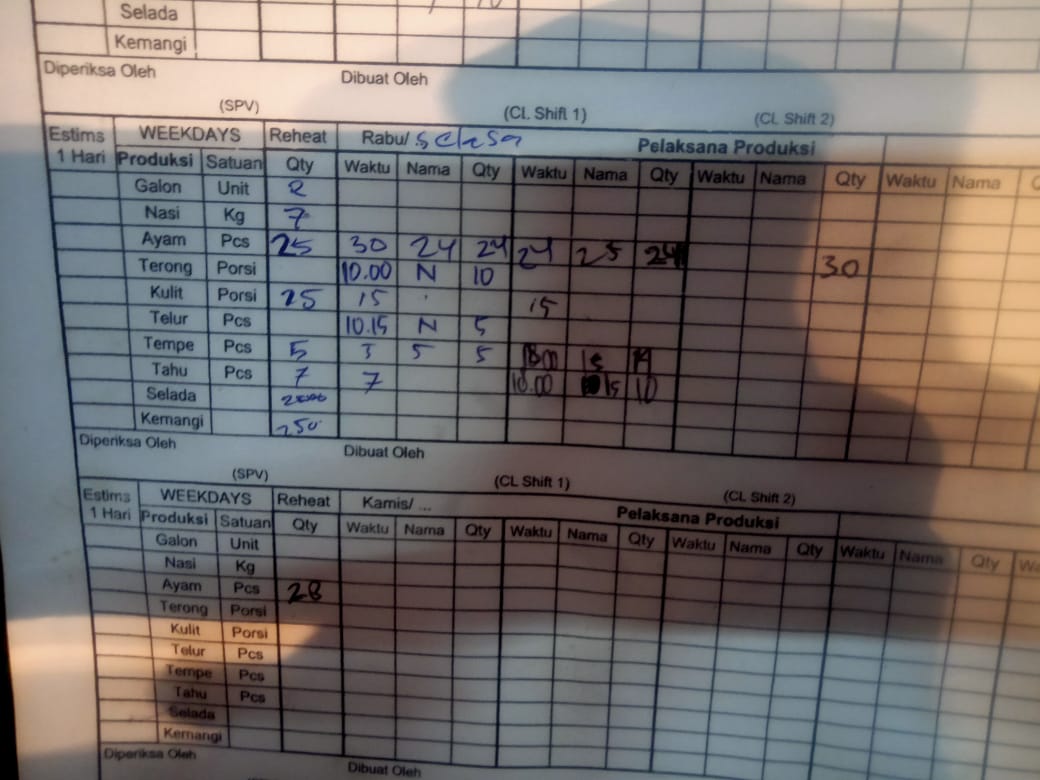 Selada
Kemangi
Diperiksa Oleh Dibuat Oleh
(SPV) (CL. Shift 1) (CL. Shift 2)
Estims WEEKDAYS Reheat Rabu/ Selasa Pelaksana Produksi
1 Hari Produksi Satuan Qty Waktu Nama Qty Waktu Nama Qty Waktu Nama Qty Waktu Nama
Galon Unit 2
Nasi Kg 7
Ayam Pcs 25 30 24 24 24 25 24 30
Terong Porsi 10.00 N 10
Kulit Porsi 25 15 15
Telur Pcs 10.15 N 5
Tempe Pcs 5 3 5 5 18.00 Is
Tahu Pcs 7 7 10.00 Is 10
Selada
Kemangi 250
Diperiksa Oleh Dibuat Oleh
(SPV) (CL Shift 1) (CL Shift 2)
Estims WEEKDAYS Reheat Kamis/ ... Pelaksana Produksi
1 Hari Produksi Satuan Qty Waktu Nama Qty Waktu Nama Qty Waktu Nama Qty Waktu Nama Qty
Galon Unit
Nasi Kg
Ayam Pcs 28
Terong Porsi
Kulit Porsi
Telur Pcs
Tempe Pcs
Tahu Pcs
Selada
Kemangi
Diperiksa Oleh Dibuat Oleh